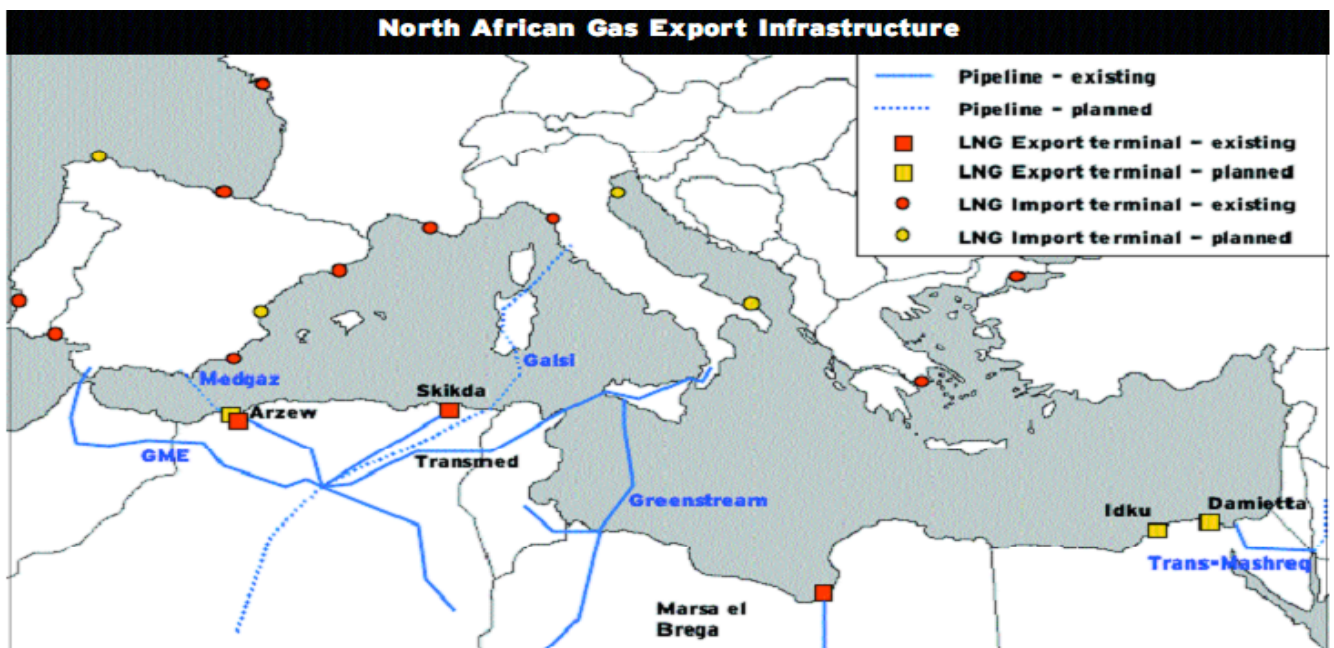 North African Gas Export Infrastructure
Pipeline - existing
Pipeline - planned
LNG Export terminal - existing
LNG Export terminal - planned
LNG Import terminal - existing
LNG Import terminal - planned
Medgaz
Galsi
Skikda
Arzew
GME
Transmed
Greenstream
Idku
Damietta
Trans-Mashreq
Marsa el
Brega